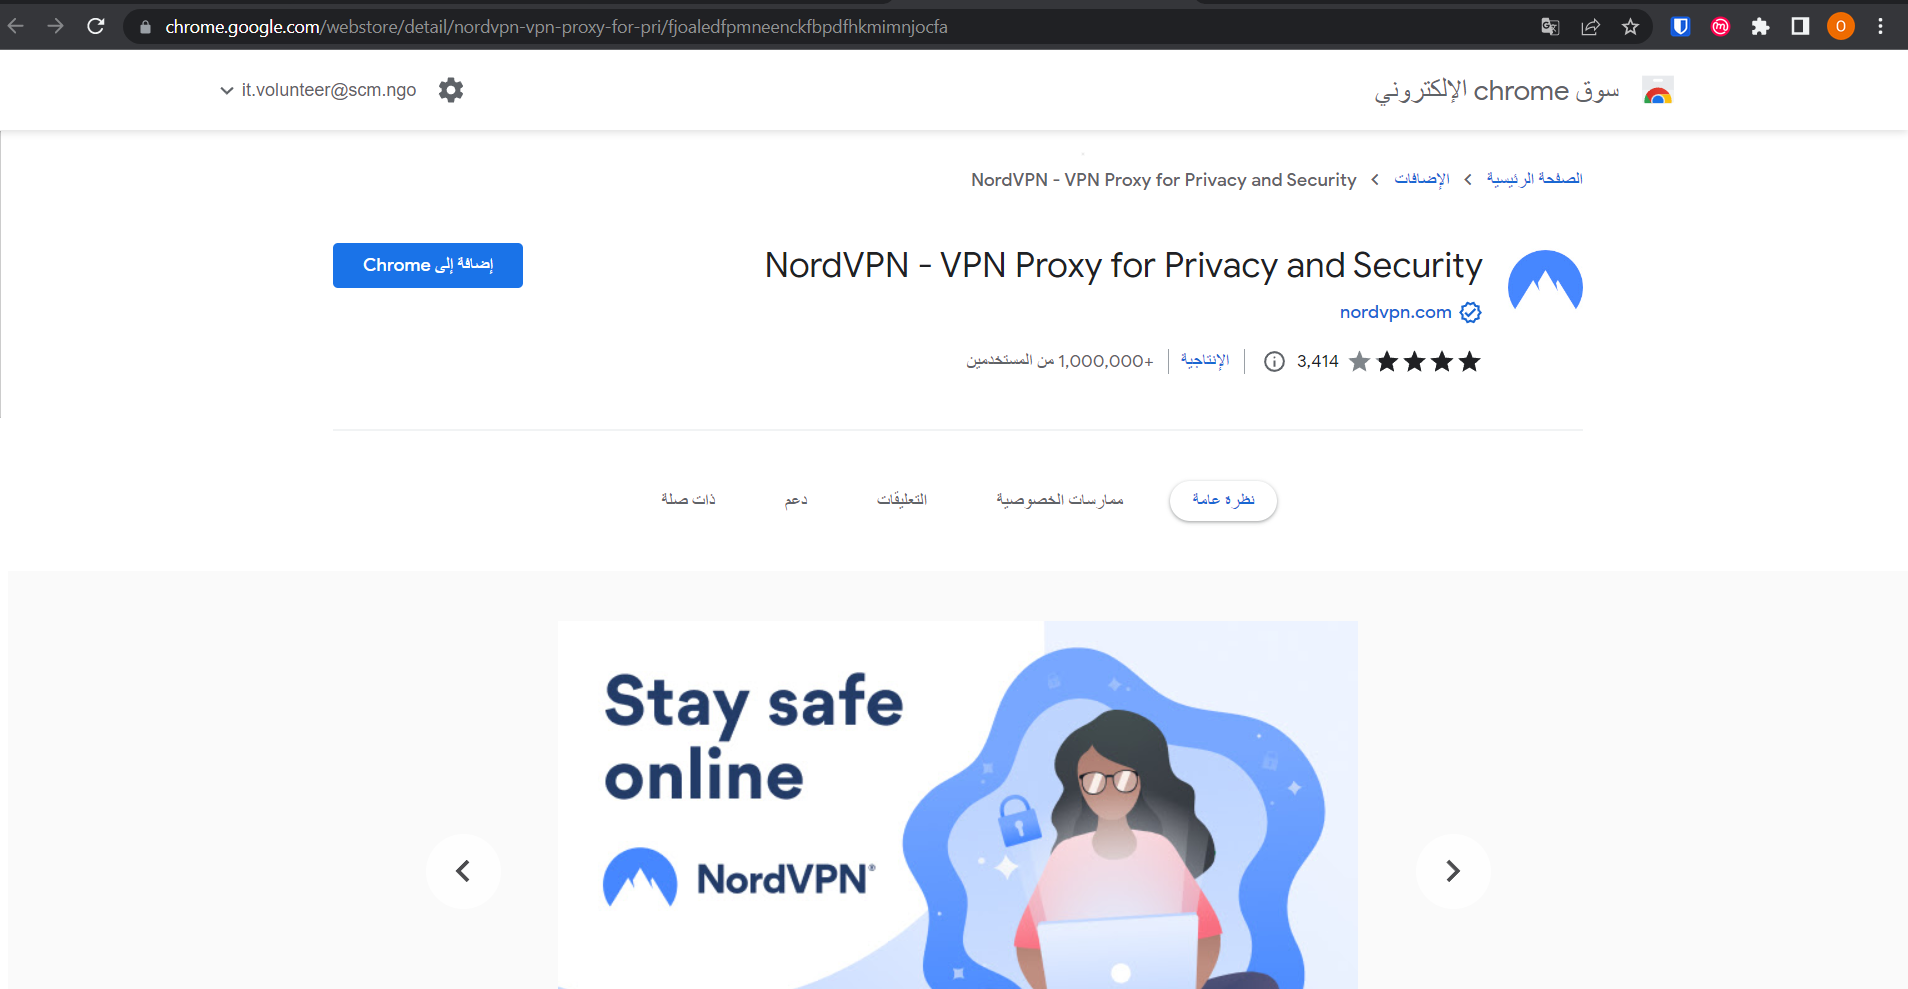 chrome.google.com/webstore/detail/nordvpn-vpn-proxy-for-pri/fjoaledfpmneenckfbpdfhkmimnjocfa
O
سوق chrome الإلكتروني
it.volunteer@scm.ngo
الصفحة الرئيسية
الإضافات
NordVPN - VPN Proxy for Privacy and Security
NordVPN - VPN Proxy for Privacy and Security
إضافة إلى Chrome
nordvpn.com
3,414
الإنتاجية
+1,000,000 من المستخدمين
نظرة عامة
ممارسات الخصوصية
التعليقات
دعم
ذات صلة
Stay safe
online
NordVPN®